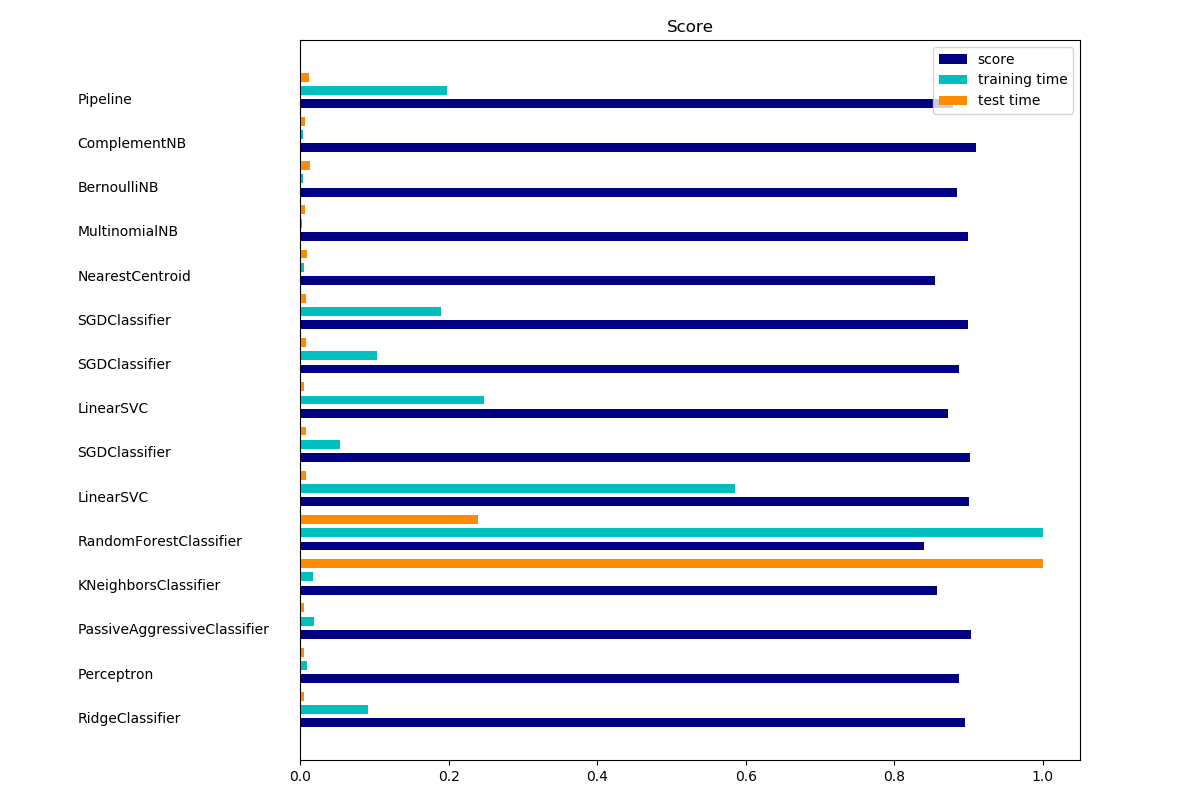 Score
score
training time
test time
Pipeline
ComplementNB
BernoulliNB
MultinomialNB
NearestCentroid
SGDClassifier
SGDClassifier
LinearSVC
SGDClassifier
LinearSVC
RandomForestClassifier
KNeighborsClassifier
PassiveAggressiveClassifier
Perceptron
RidgeClassifier
0.0 0.2 0.4 0.6 0.8 1.0